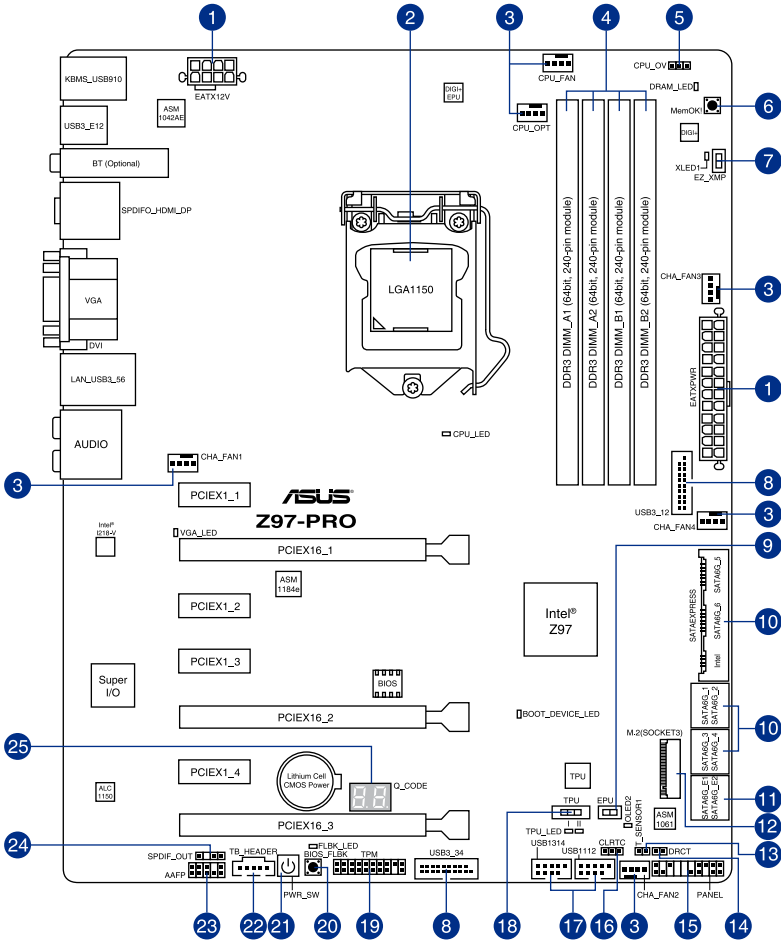 1
2
3
4
5
KBMS_USB910
EATX12V
CPU_FAN
CPU_OV
DRAM_LED
DIGI+
EPU
ASM
1042AE
MemOK!
6
USB3_E12
CPU_OPT
DIGI+
BT (Optional)
XLED1
EZ_XMP
7
SPDIFO_HDMI_DP
LGA1150
DDR3 DIMM_A1 (64bit, 240-pin module)
DDR3 DIMM_A2 (64bit, 240-pin module)
DDR3 DIMM_B1 (64bit, 240-pin module)
DDR3 DIMM_B2 (64bit, 240-pin module)
CHA_FAN3
3
VGA
DVI
EATXPWR
1
LAN_USB3_56
AUDIO
CPU_LED
CHA_FAN1
3
8
PCIEX1_1
ASUS
Z97-PRO
USB3_12
3
CHA_FAN4
Intel®
I218-V
VGA_LED
PCIEX16_1
9
ASM
1184e
SATAEXPRESS
SATA6G_5
SATA6G_6
Intel
10
PCIEX1_2
Intel®
Z97
PCIEX1_3
Super
I/O
BIOS
SATA6G_1
SATA6G_2
PCIEX16_2
BOOT_DEVICE_LED
10
M.2(SOCKET3)
SATA6G_3
SATA6G_4
25
PCIEX1_4
Lithium Cell
CMOS Power
Q_CODE
TPU
ALC
1150
SATA6G_E1
SATA6G_E2
11
18
TPU
EPU
OLED2
ASM
1061
12
PCIEX16_3
I
II
TPU_LED
T_SENSOR1
24
FLBK_LED
USB1314
CLRTC
SPDIF_OUT
TB_HEADER
BIOS_FLBK
TPM
USB3_34
USB1112
DRCT
13
AAFP
PWR_SW
CHA_FAN2
PANEL
23
22
21
20
19
8
18
17
16
3
15
14